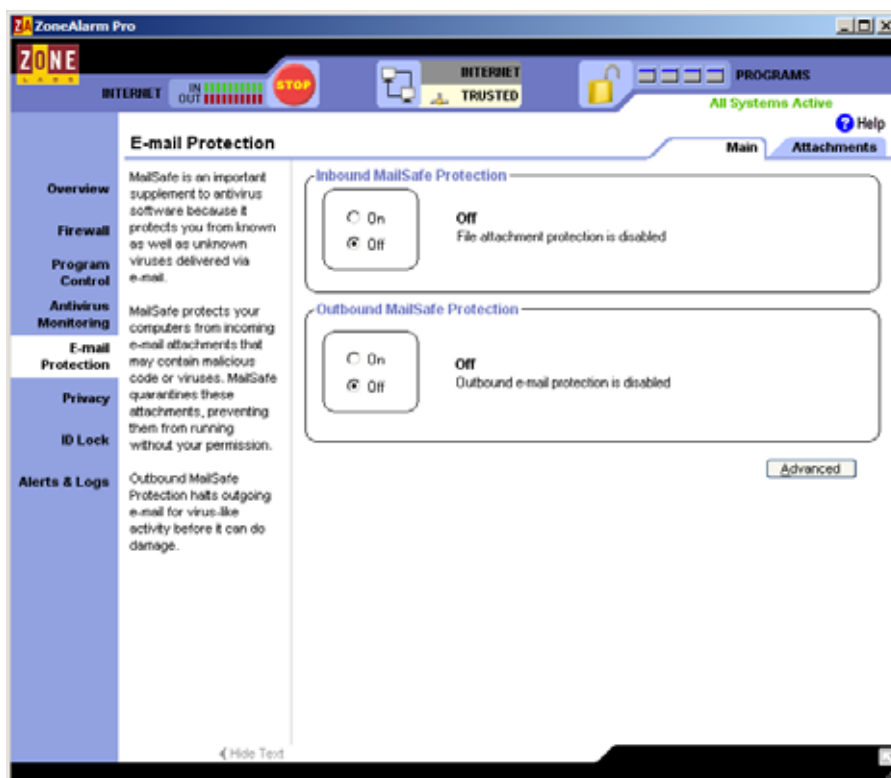 ZoneAlarm Pro
ZONE
LABS
INTERNET
IN
OUT
STOP
INTERNET
TRUSTED
PROGRAMS
All Systems Active
Help
E-mail Protection
Main
Attachments
Overview
Firewall
Program
Control
Antivirus
Monitoring
E-mail
Protection
Privacy
ID Lock
Alerts & Logs
MailSafe is an important
supplement to antivirus
software because it
protects you from known
as well as unknown
viruses delivered via
e-mail.
MailSafe protects your
computers from incoming
e-mail attachments that
may contain malicious
code or viruses. MailSafe
quarantines these
attachments, preventing
them from running
without your permission.
Outbound MailSafe
Protection halts outgoing
e-mail for virus-like
activity before it can do
damage.
Inbound MailSafe Protection
On
Off
Off
File attachment protection is disabled
Outbound MailSafe Protection
On
Off
Off
Outbound e-mail protection is disabled
Advanced
Hide Text